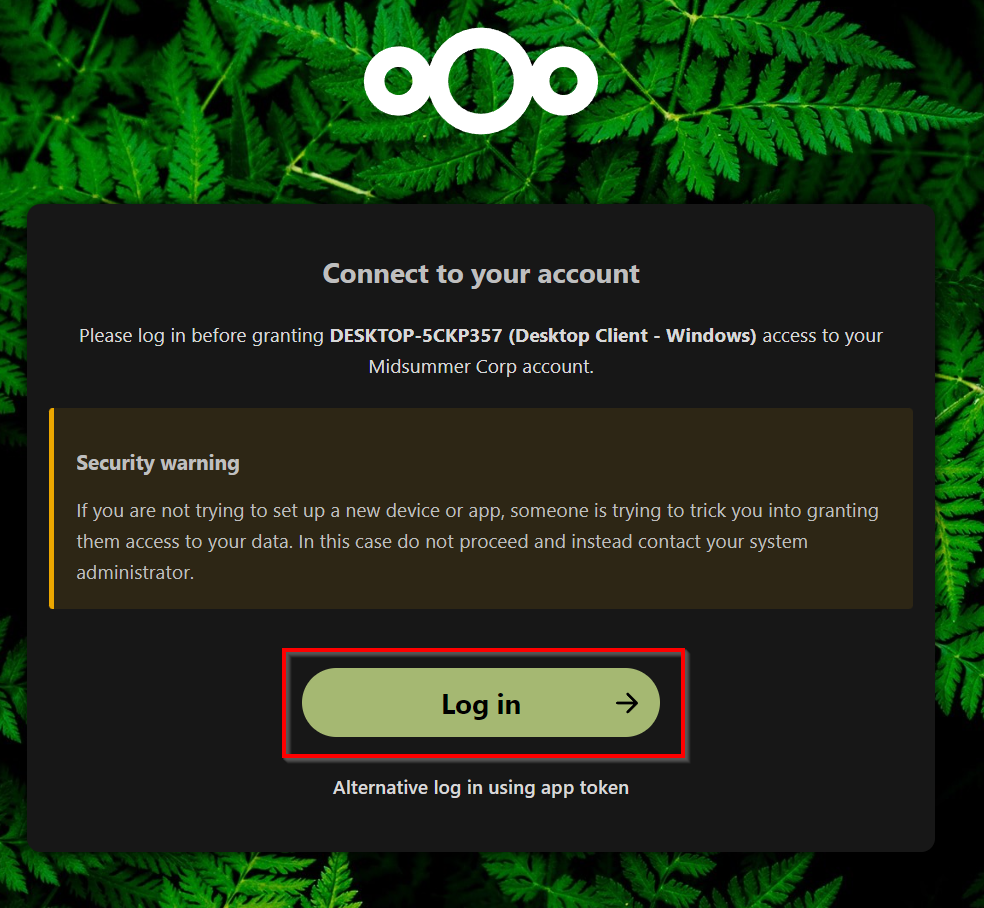 Connect to your account
Please log in before granting DESKTOP-5CKP357 (Desktop Client - Windows) access to your
Midsummer Corp account.
Security warning
If you are not trying to set up a new device or app, someone is trying to trick you into granting
them access to your data. In this case do not proceed and instead contact your system
administrator.
Log in
Alternative log in using app token